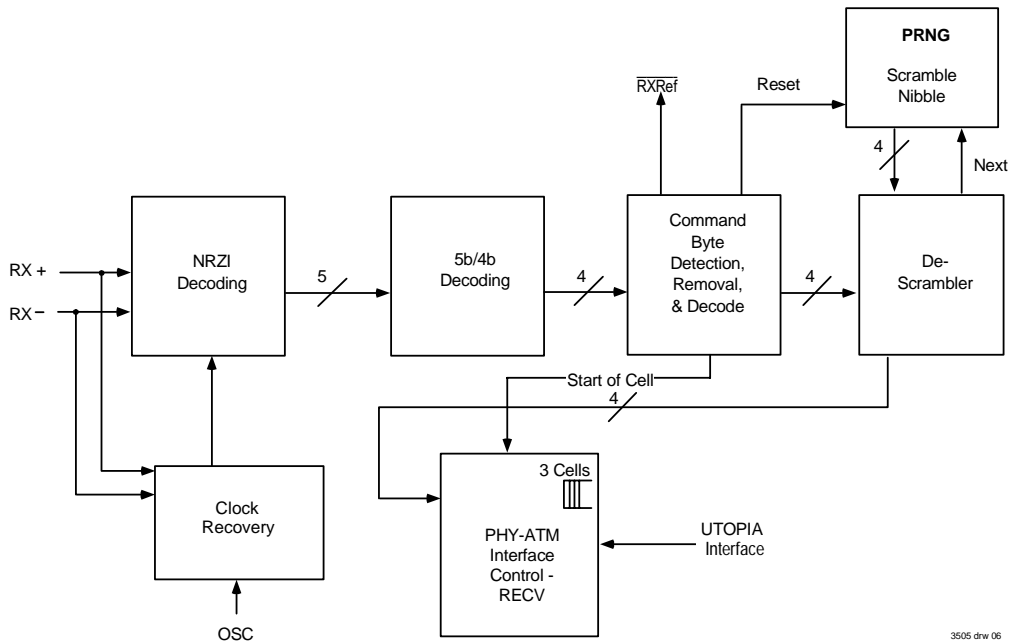 PRNG
Scramble
Nibble
RXRef
Reset
4
Next
RX +
RX −
NRZI
Decoding
5
5b/4b
Decoding
4
Command
Byte
Detection,
Removal,
& Decode
4
De-
Scrambler
Start of Cell
4
Clock
Recovery
OSC
3 Cells
PHY-ATM
Interface
Control -
RECV
UTOPIA
Interface
3505 drw 06